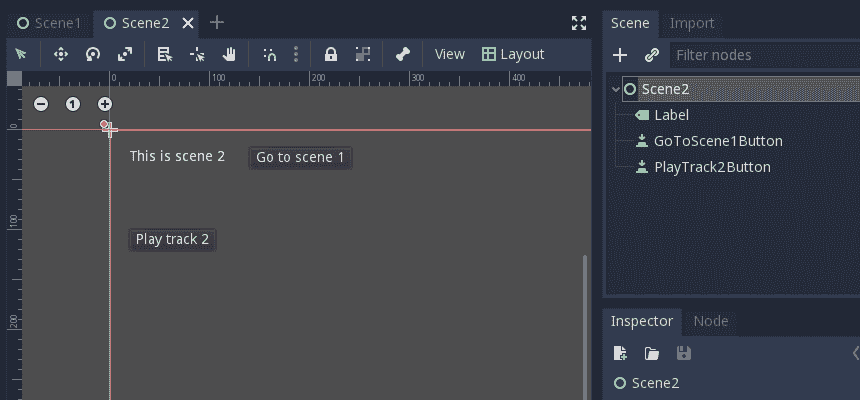 Scene1
Scene2
Scene
Import
View
Layout
Filter nodes
0
100
200
300
400
Scene2
1
Label
0
This is scene 2
Go to scene 1
GoToScene1Button
PlayTrack2Button
100
Play track 2
200
Inspector
Node
Scene2